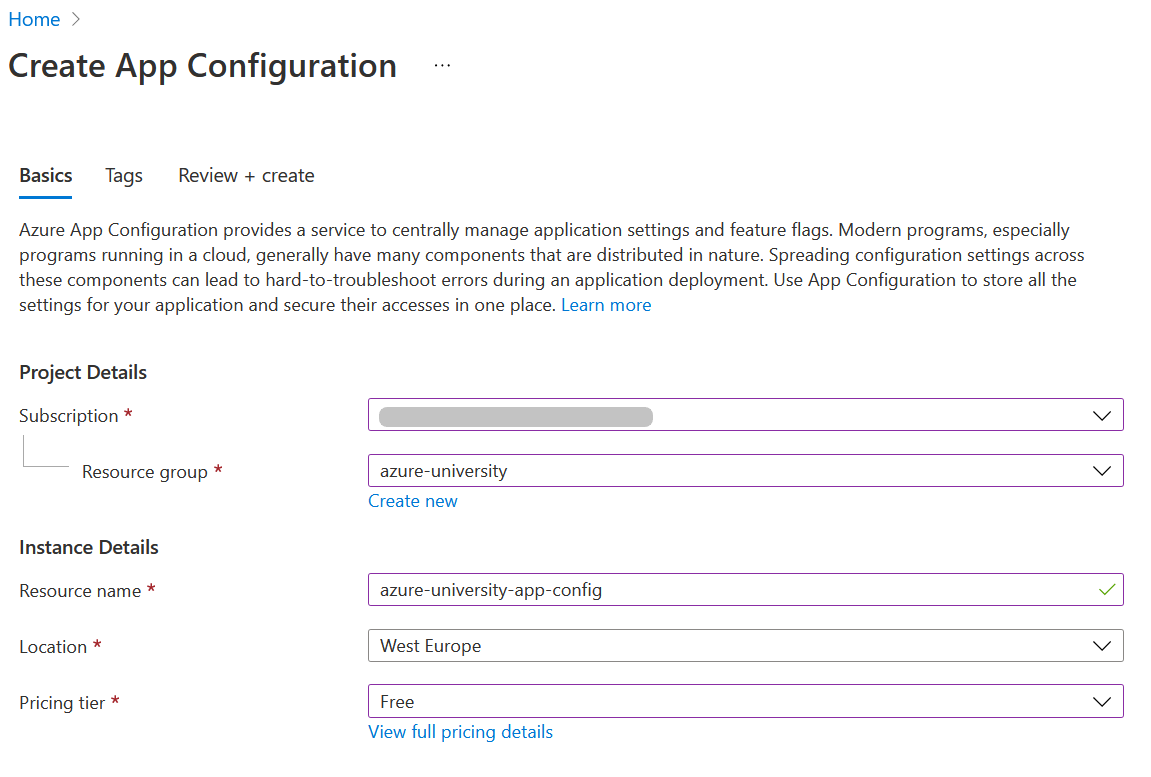 Home
Create App Configuration ...
Basics Tags Review + create
Azure App Configuration provides a service to centrally manage application settings and feature flags. Modern programs, especially
programs running in a cloud, generally have many components that are distributed in nature. Spreading configuration settings across
these components can lead to hard-to-troubleshoot errors during an application deployment. Use App Configuration to store all the
settings for your application and secure their accesses in one place. Learn more
Project Details
Subscription *
Resource group * azure-university
Create new
Instance Details
Resource name * azure-university-app-config
Location * West Europe
Pricing tier * Free
View full pricing details